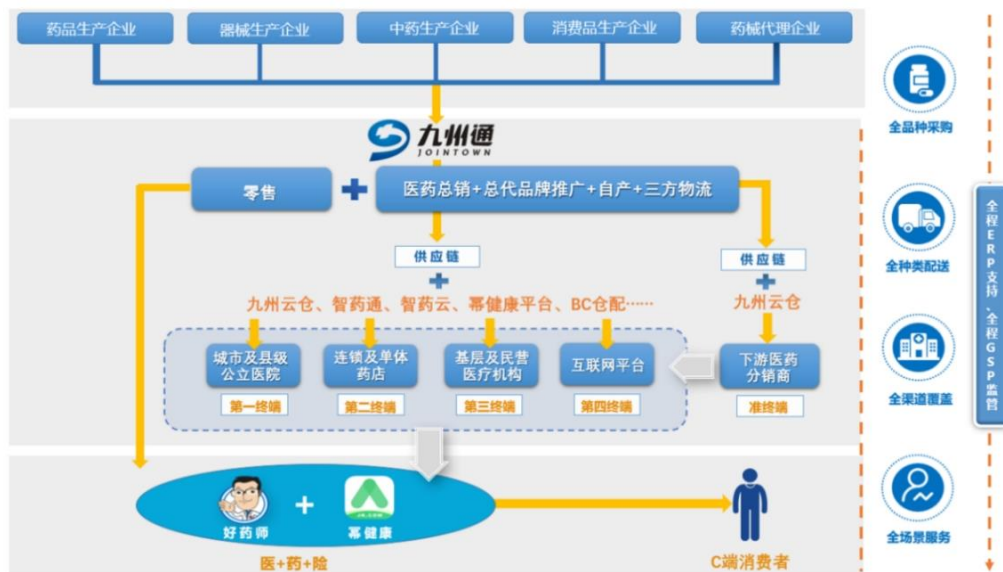 药品生产企业
器械生产企业
中药生产企业
消费品生产企业
药械代理企业
九州通
JOINTOWN
零售
医药总销+总代品牌推广+自产+三方物流
供应链
供应链
九州云仓、智药通、智药云、幂健康平台、BC仓配……
九州云仓
城市及县级
公立医院
连锁及单体
药店
基层及民营
医疗机构
互联网平台
下游医药
分销商
第一终端
第二终端
第三终端
第四终端
准终端
好药师
JK.COM
幂健康
医+药+险
C端消费者
全品种采购
全种类配送
全渠道覆盖
全场景服务
全程ERP支持、全程GSP监管